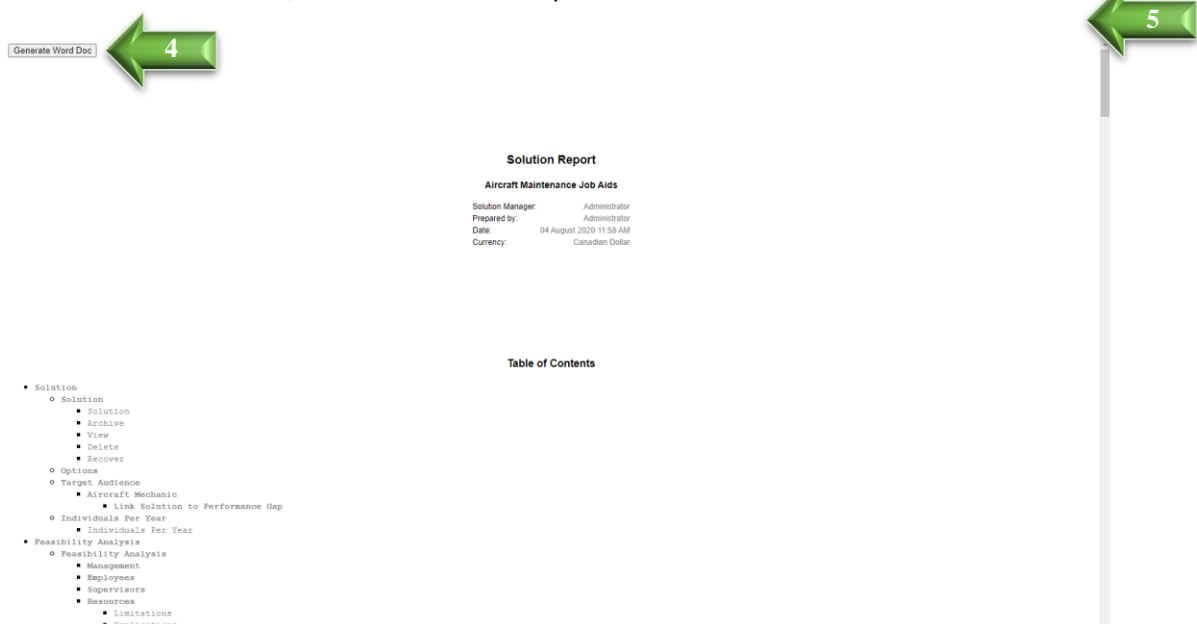 5
Generate Word Doc
4
Solution Report
Aircraft Maintenance Job Aids
Solution Manager: Administrator
Prepared by: Administrator
Date: 04 August 2020 11:58 AM
Currency: Canadian Dollar
Table of Contents
Solution
Solution
Solution
Archive
View
Delete
Recover
Options
Target Audience
Aircraft Mechanic
Link Solution to Performance Gap
Individuals Per Year
Individuals Per Year
Feasibility Analysis
Feasibility Analysis
Management
Employees
Supervisors
Resources
Limitations